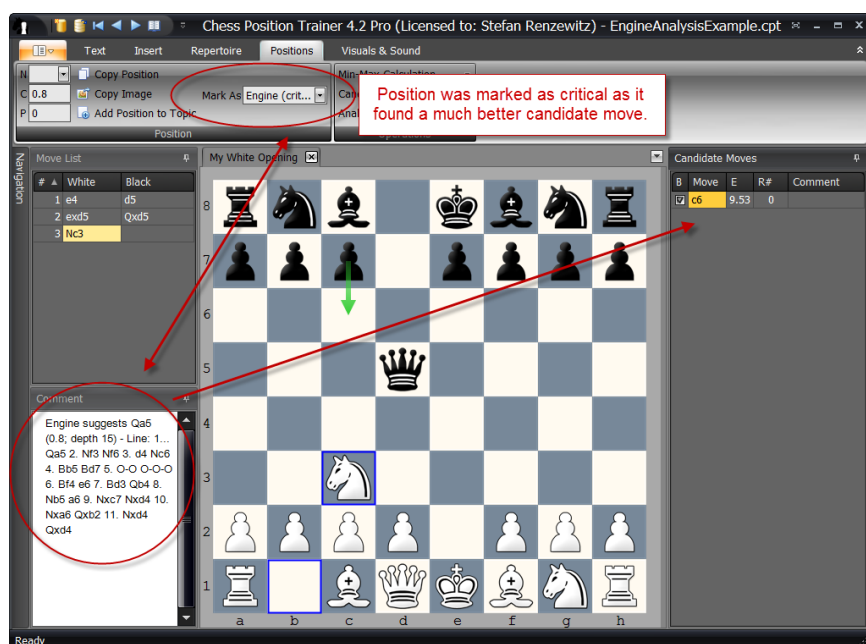 Chess Position Trainer 4.2 Pro (Licensed to: Stefan Renzewitz) - EngineAnalysisExample.cpt
Text Insert Repertoire Positions Visuals & Sound
N Copy Position
C 0.8 Copy Image Mark As Engine (crit...
P 0 Add Position to Topic
Position
Min-Max Calculation
Position was marked as critical as it
found a much better candidate move.
Navigation
Move List
# White Black
1 e4 d5
2 exd5 Qxd5
3 Nc3
Comment
Engine suggests Qa5
(0.8; depth 15) - Line: 1...
Qa5 2. Nf3 Nf6 3. d4 Nc6
4. Bb5 Bd7 5. O-O O-O-O
6. Bf4 e6 7. Bd3 Qb4 8.
Nb5 a6 9. Nxc7 Nxd4 10.
Nxa6 Qxb2 11. Nxd4
Qxd4
My White Opening
8
7
6
5
4
3
2
1
a b c d e f g h
Candidate Moves
B Move E R# Comment
c6 9.53 0
Ready